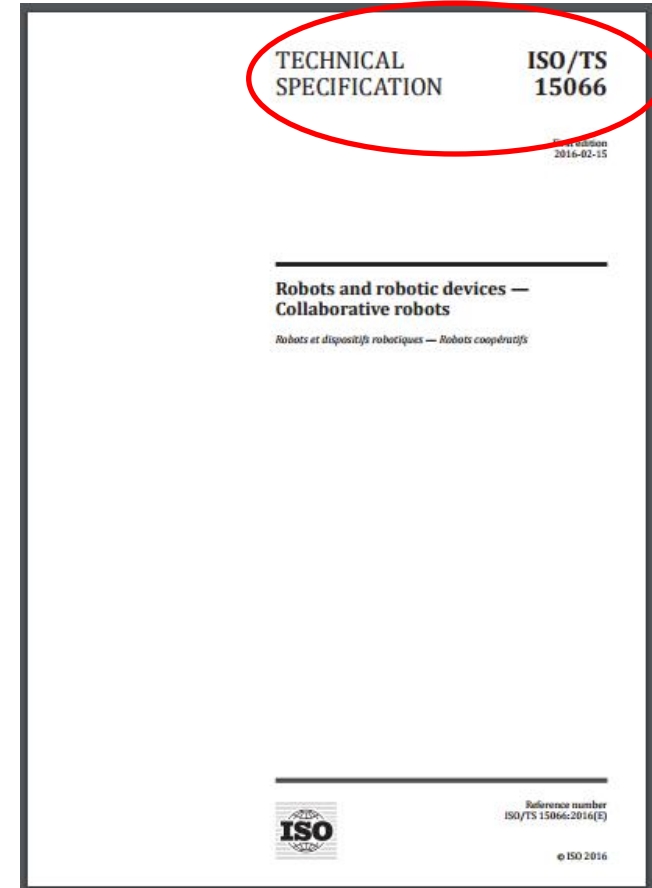 TECHNICAL SPECIFICATION
ISO/TS 15066
edition
2016-02-15
Robots and robotic devices —
Collaborative robots
Robots et dispositifs robotiques — Robots coopératifs
ISO
Reference number
ISO/TS 15066:2016(E)
© ISO 2016